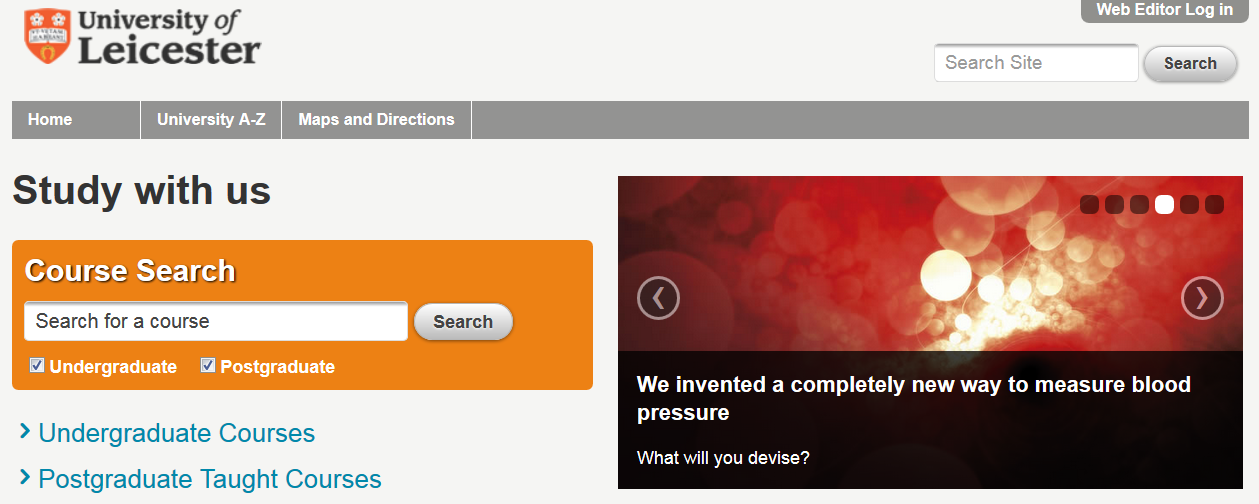 University of
Leicester
Web Editor Log in
Search Site
Search
Home
University A-Z
Maps and Directions
Study with us
Course Search
Search for a course
Search
Undergraduate
Postgraduate
Undergraduate Courses
Postgraduate Taught Courses
We invented a completely new way to measure blood
pressure
What will you devise?